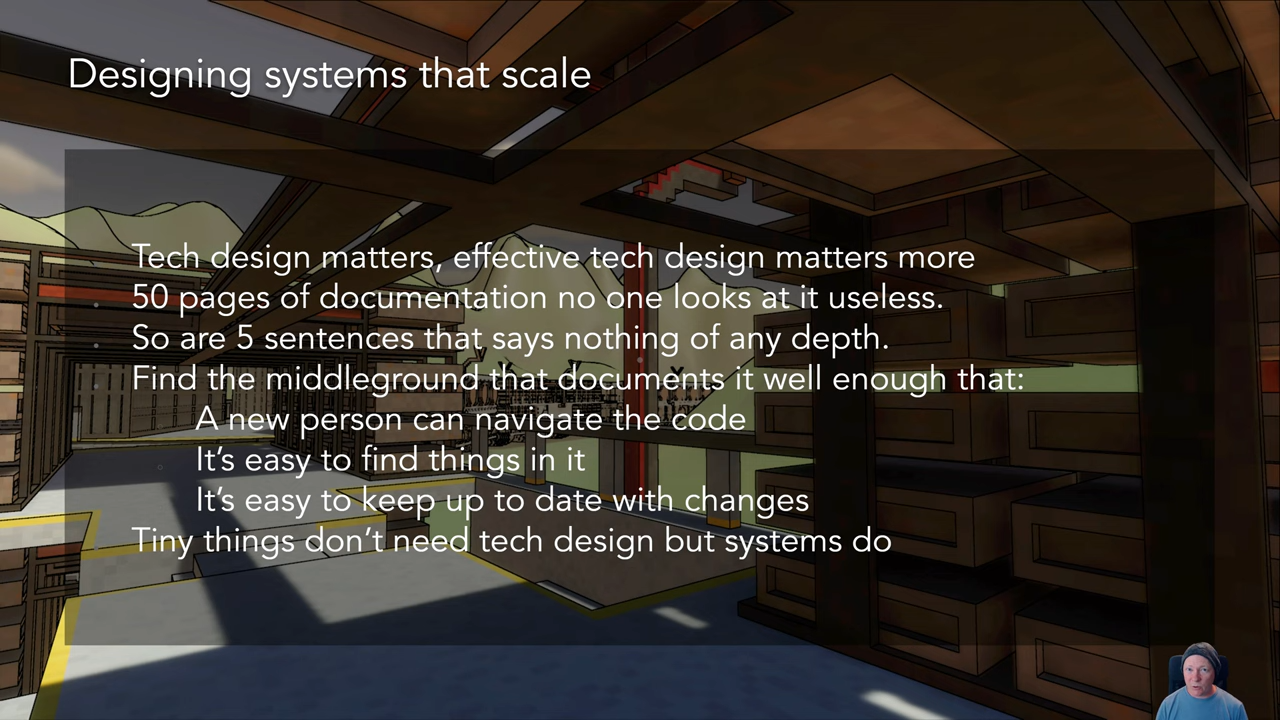 Designing systems that scale
Tech design matters, effective tech design matters more
50 pages of documentation no one looks at it useless.
So are 5 sentences that says nothing of any depth.
Find the middleground that documents it well enough that:
A new person can navigate the code
It's easy to find things in it
It's easy to keep up to date with changes
Tiny things don't need tech design but systems do